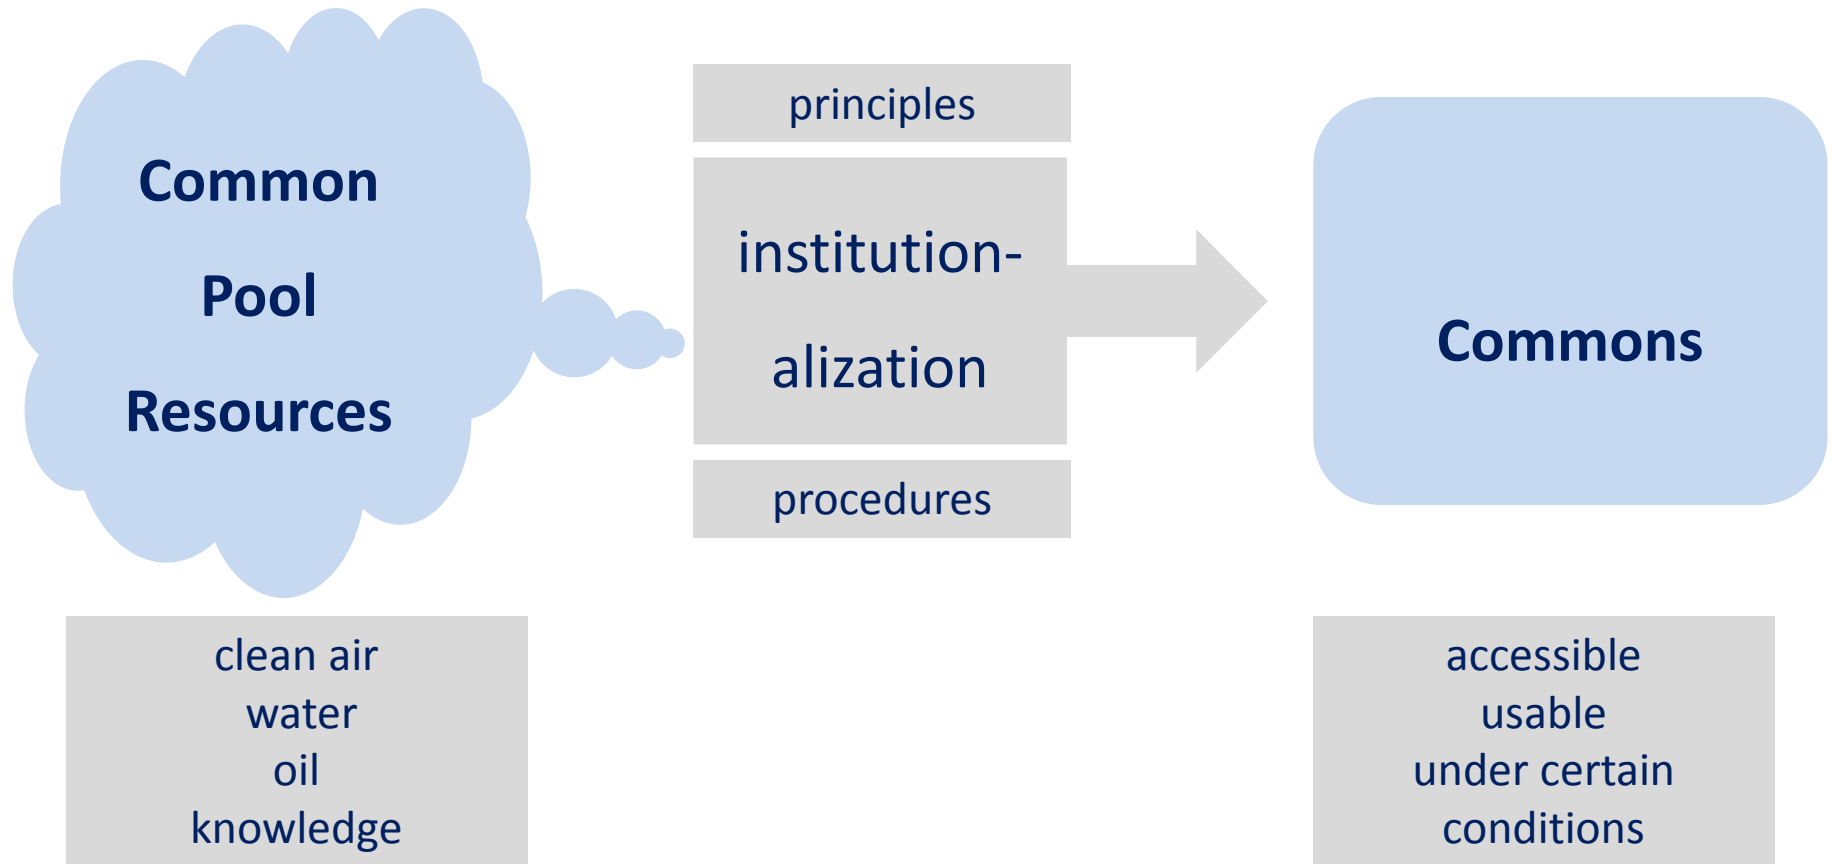 Common
Pool
Resources
clean air
water
oil
knowledge
principles
institution-
alization
procedures
Commons
accessible
usable
under certain
conditions